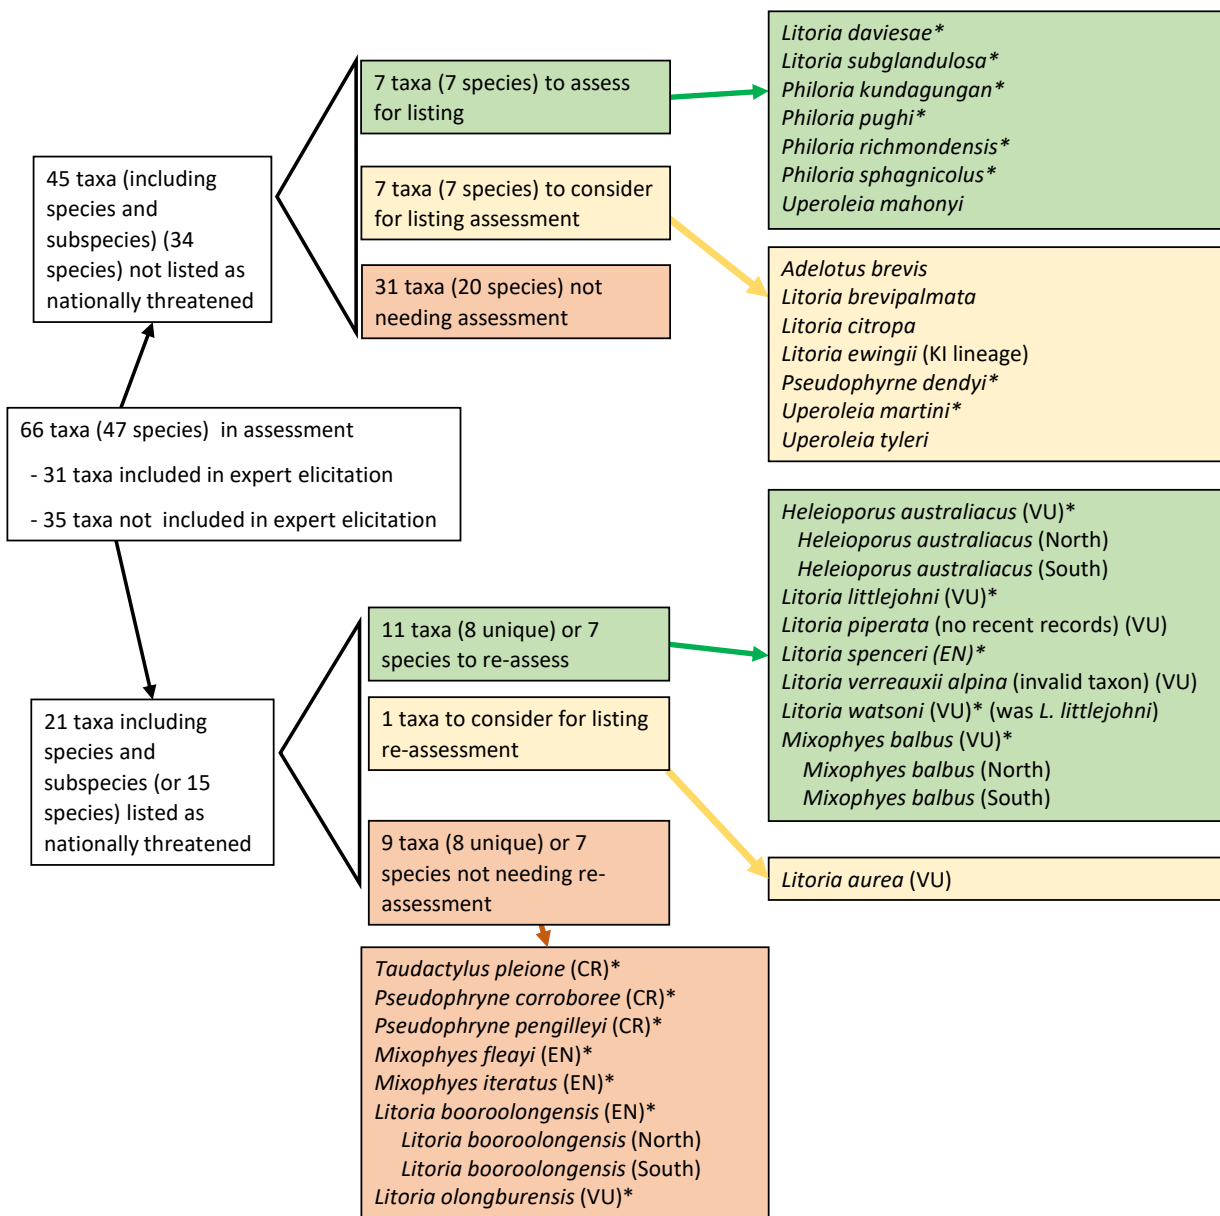 45 taxa (including
species and
subspecies) (34
species) not listed as
nationally threatened
7 taxa (7 species) to assess
for listing
7 taxa (7 species) to consider
for listing assessment
31 taxa (20 species) not
needing assessment
Litoria daviesae*
Litoria subglandulosa*
Philoria kundagungan*
Philoria pughi*
Philoria richmondensis*
Philoria sphagnicolus*
Uperoleia mahonyi
Adelotus brevis
Litoria brevipalmata
Litoria citropa
Litoria ewingii (KI lineage)
Pseudophyrne dendyi*
Uperoleia martini*
Uperoleia tyleri
66 taxa (47 species) in assessment
- 31 taxa included in expert elicitation
- 35 taxa not included in expert elicitation
21 taxa including
species and
subspecies (or 15
species) listed as
nationally threatened
11 taxa (8 unique) or 7
species to re-assess
1 taxa to consider for listing
re-assessment
9 taxa (8 unique) or 7
species not needing re-
assessment
Heleioporus australiacus (VU)*
Heleioporus australiacus (North)
Heleioporus australiacus (South)
Litoria littlejohni (VU)*
Litoria piperata (no recent records) (VU)
Litoria spenceri (EN)*
Litoria verreauxii alpina (invalid taxon) (VU)
Litoria watsoni (VU)* (was L. littlejohni)
Mixophyes balbus (VU)*
Mixophyes balbus (North)
Mixophyes balbus (South)
Litoria aurea (VU)
Taudactylus pleione (CR)*
Pseudophryne corroboree (CR)*
Pseudophryne pengilleyi (CR)*
Mixophyes fleayi (EN)*
Mixophyes iteratus (EN)*
Litoria booroolongensis (EN)*
Litoria booroolongensis (North)
Litoria booroolongensis (South)
Litoria olongburensis (VU)*